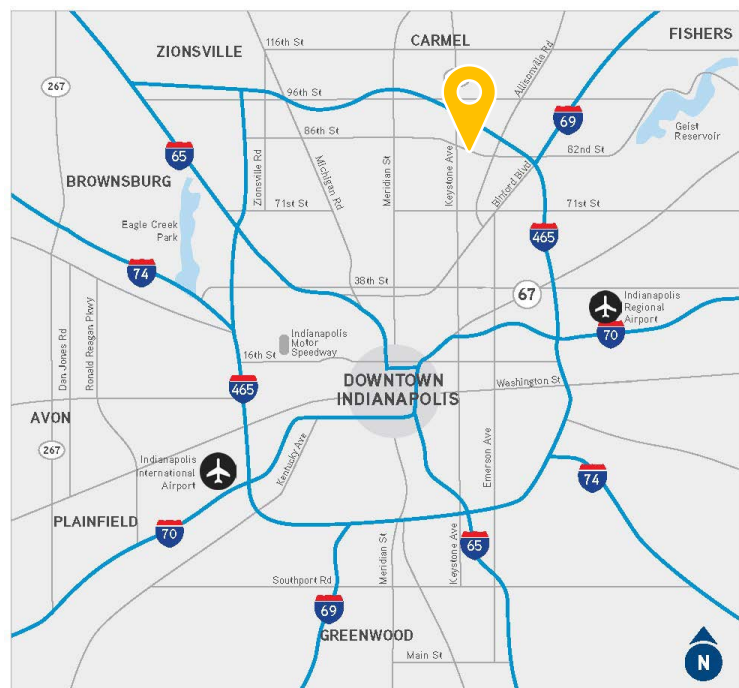 CARMEL
FISHERS
ZIONSVILLE
116th St
Allisonville Rd
267
96th St
69
Geist
Reservoir
86th St
82nd St
65
Zionsville Rd
Michigan Rd
Meridian St
Keystone Ave
Binford Blvd
BROWNSBURG
71st St
71st St
Eagle Creek
Park
465
74
38th St
67
Indianapolis
Regional
Airport
70
Dan Jones Rd
Ronald Reagan Pkwy
Indianapolis
Motor
Speedway
16th St
DOWNTOWN
INDIANAPOLIS
Washington St
465
AVON
267
Indianapolis
International
Airport
Kentucky Ave
Emerson Ave
74
PLAINFIELD
70
Meridian St
Keystone Ave
65
Southport Rd
69
GREENWOOD
Main St
N